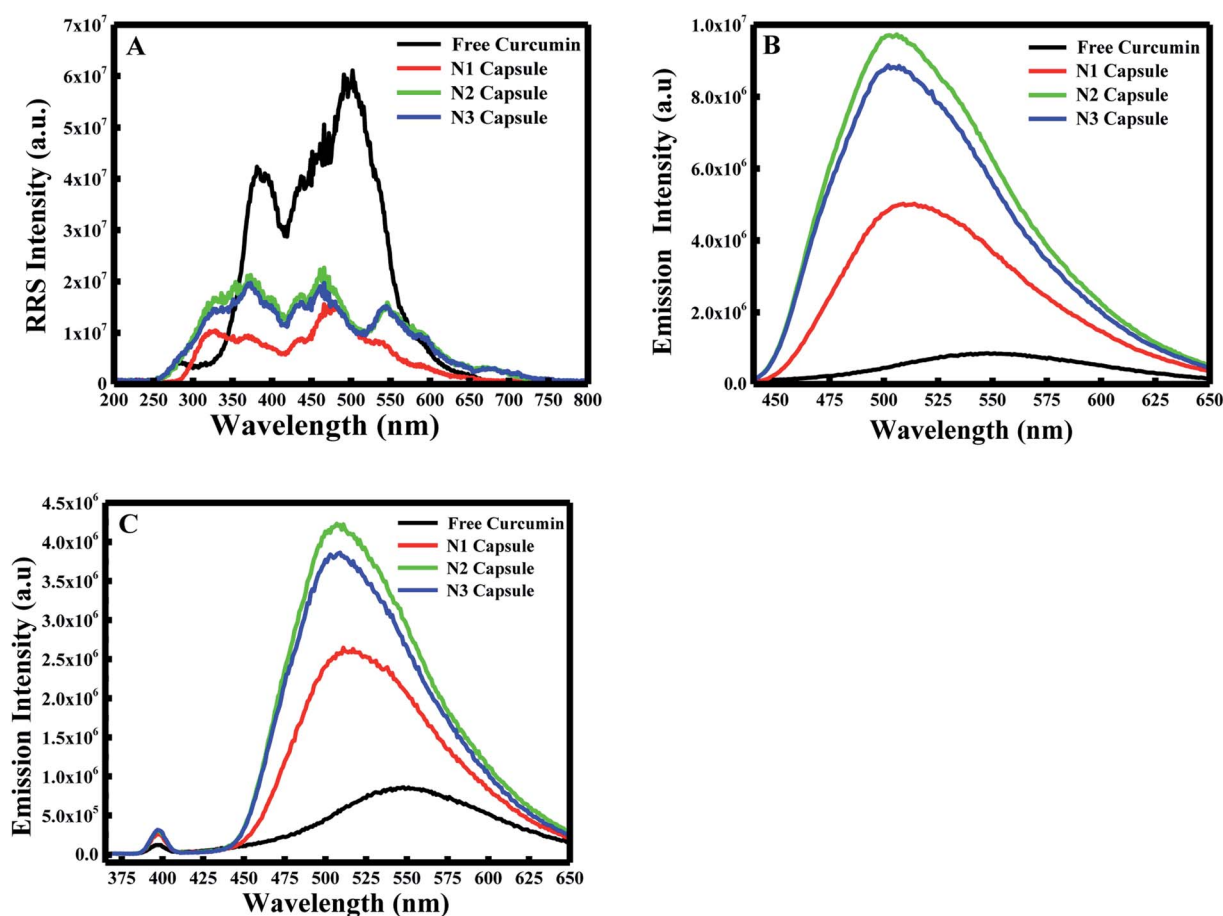 A
Free Curcumin
N1 Capsule
N2 Capsule
N3 Capsule
RRS Intensity (a.u.)
7x10⁷
6x10⁷
5x10⁷
4x10⁷
3x10⁷
2x10⁷
1x10⁷
0
200 250 300 350 400 450 500 550 600 650 700 750 800
Wavelength (nm)
B
Free Curcumin
N1 Capsule
N2 Capsule
N3 Capsule
Emission Intensity (a.u)
1.0x10⁷
8.0x10⁶
6.0x10⁶
4.0x10⁶
2.0x10⁶
0.0
450 475 500 525 550 575 600 625 650
Wavelength (nm)
C
Free Curcumin
N1 Capsule
N2 Capsule
N3 Capsule
Emission Intensity (a.u)
4.5x10⁶
4.0x10⁶
3.5x10⁶
3.0x10⁶
2.5x10⁶
2.0x10⁶
1.5x10⁶
1.0x10⁶
5.0x10⁵
0.0
375 400 425 450 475 500 525 550 575 600 625 650
Wavelength (nm)